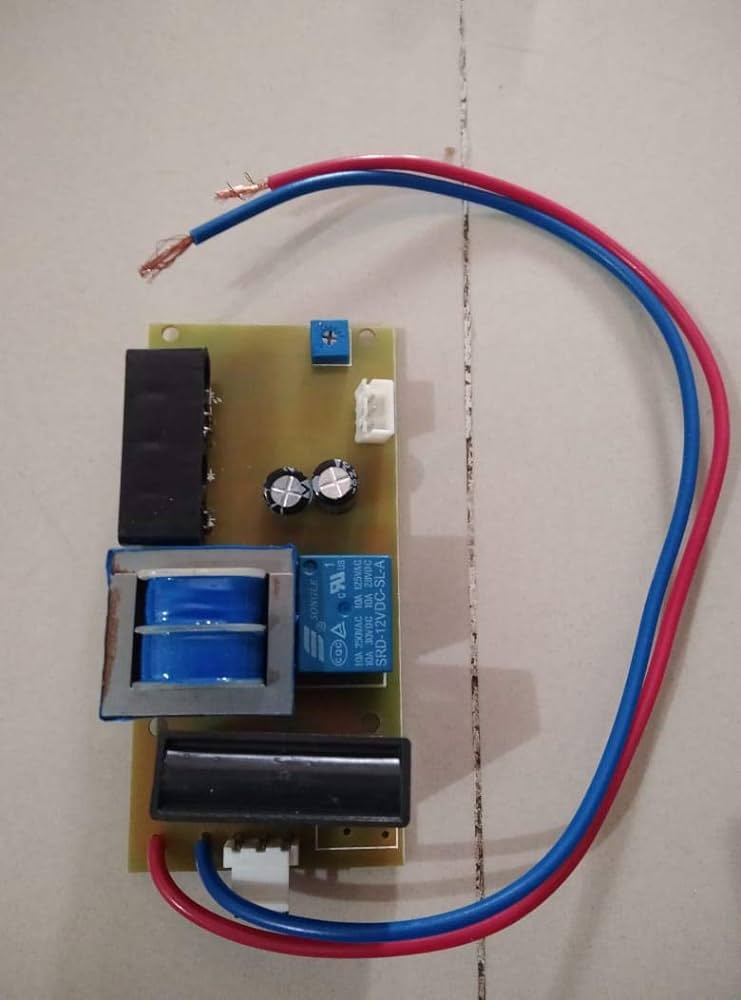 SONGLE
10A 250VAC 10A 125VAC
10A 30VDC 10A 28VDC
SRD-12VDC-SL-A